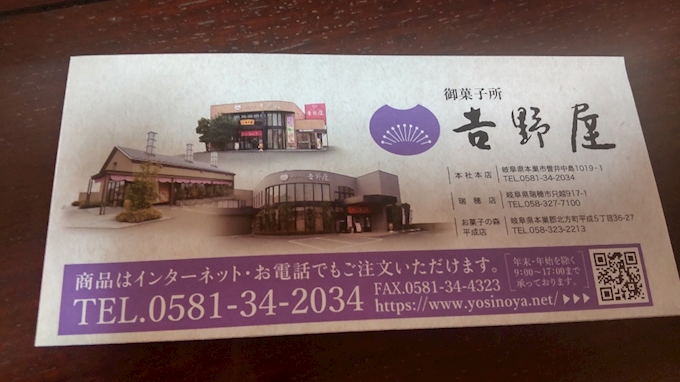 御菓子所
𠮷野屋
本社本店 岐阜県本巣市曽井中島1019-1
TEL.0581-34-2034
瑞穂店 岐阜県瑞穂市只越917-1
TEL.058-327-7100
お菓子の森 平成店 岐阜県本巣郡北方町平成5丁目36-27
TEL.058-323-2213
商品はインターネット・お電話でもご注文いただけます。
TEL.0581-34-2034
FAX.0581-34-4323
https://www.yosinoya.net/ ▶▶▶
年末・年始を除く
9:00〜17:00まで
承っております。